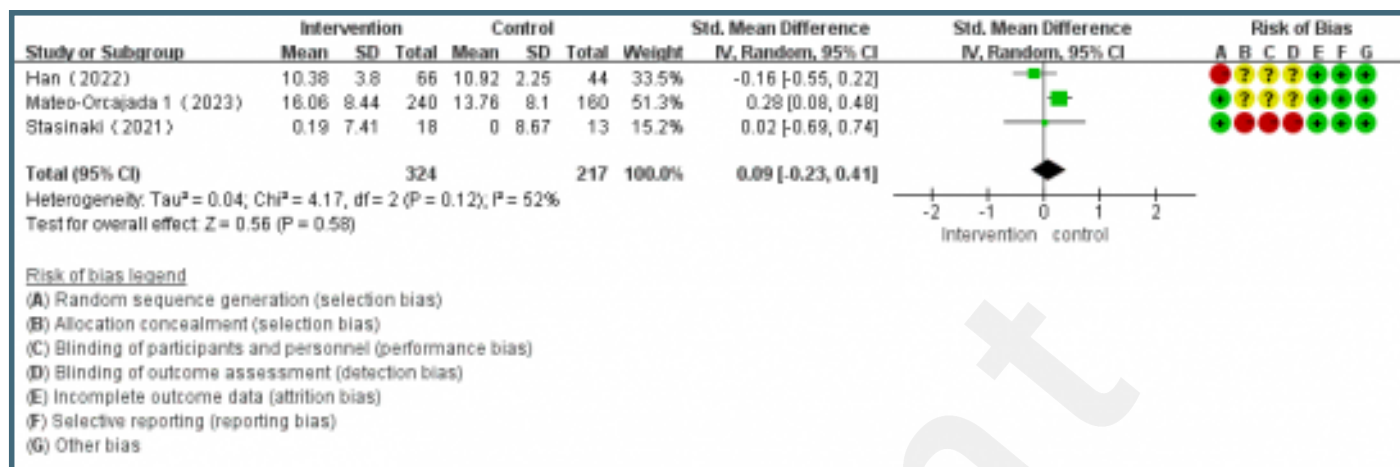 Intervention Control Std. Mean Difference Std. Mean Difference Risk of Bias
Study or Subgroup Mean SD Total Mean SD Total Weight IV, Random, 95% CI IV, Random, 95% CI A B C D E F G
Han (2022) 10.38 3.8 66 10.92 2.25 44 33.5% -0.16 [-0.55, 0.22] ? ? ? + + +
Mateo-Orcajada 1 (2023) 16.06 8.44 240 13.76 8.1 160 51.3% 0.28 [0.08, 0.48] + ? ? ? + + +
Stasinaki (2021) 0.19 7.41 18 0 8.67 13 15.2% 0.02 [-0.69, 0.74] + + + +
Total (95% CI) 324 217 100.0% 0.09 [-0.23, 0.41]
Heterogeneity: Tau² = 0.04; Chi² = 4.17, df = 2 (P = 0.12); I² = 52%
Test for overall effect: Z = 0.56 (P = 0.58)
-2 -1 0 1 2
Intervention control
Risk of bias legend
(A) Random sequence generation (selection bias)
(B) Allocation concealment (selection bias)
(C) Blinding of participants and personnel (performance bias)
(D) Blinding of outcome assessment (detection bias)
(E) Incomplete outcome data (attrition bias)
(F) Selective reporting (reporting bias)
(G) Other bias